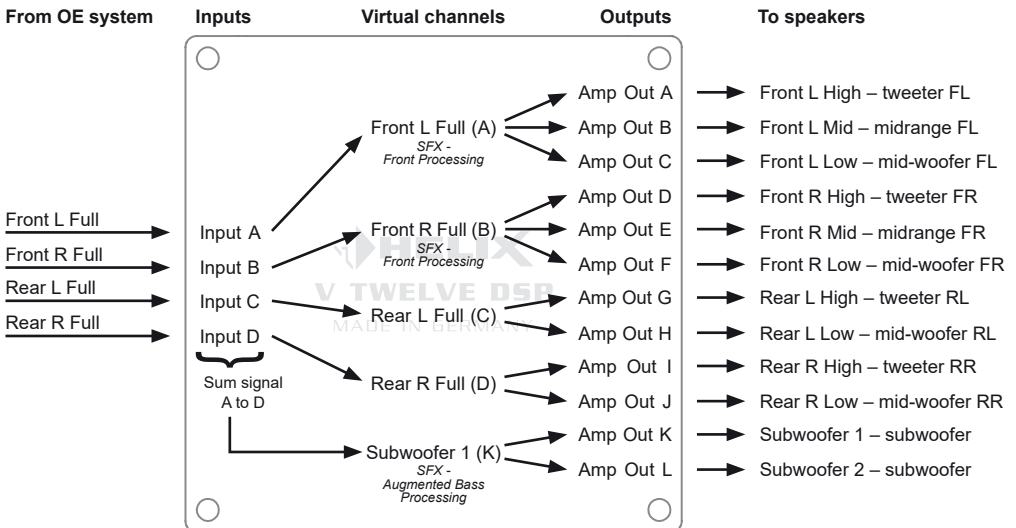 From OE system Inputs Virtual channels Outputs To speakers
Amp Out A Front L High – tweeter FL
Front L Full (A) Amp Out B Front L Mid – midrange FL
SFX -
Front Processing
Amp Out C Front L Low – mid-woofer FL
Amp Out D Front R High – tweeter FR
Front L Full Input A Front R Full (B) Amp Out E Front R Mid – midrange FR
SFX -
Front Processing
HELIX
Front R Full Input B Amp Out F Front R Low – mid-woofer FR
V TWELVE DSP
Rear L Full Input C Rear L Full (C) Amp Out G Rear L High – tweeter RL
MADE IN GERMANY
Rear R Full Input D Amp Out H Rear L Low – mid-woofer RL
Amp Out I Rear R High – tweeter RR
Sum signal
A to D
Rear R Full (D) Amp Out J Rear R Low – mid-woofer RR
Amp Out K Subwoofer 1 – subwoofer
Subwoofer 1 (K)
SFX -
Augmented Bass
Processing
Amp Out L Subwoofer 2 – subwoofer